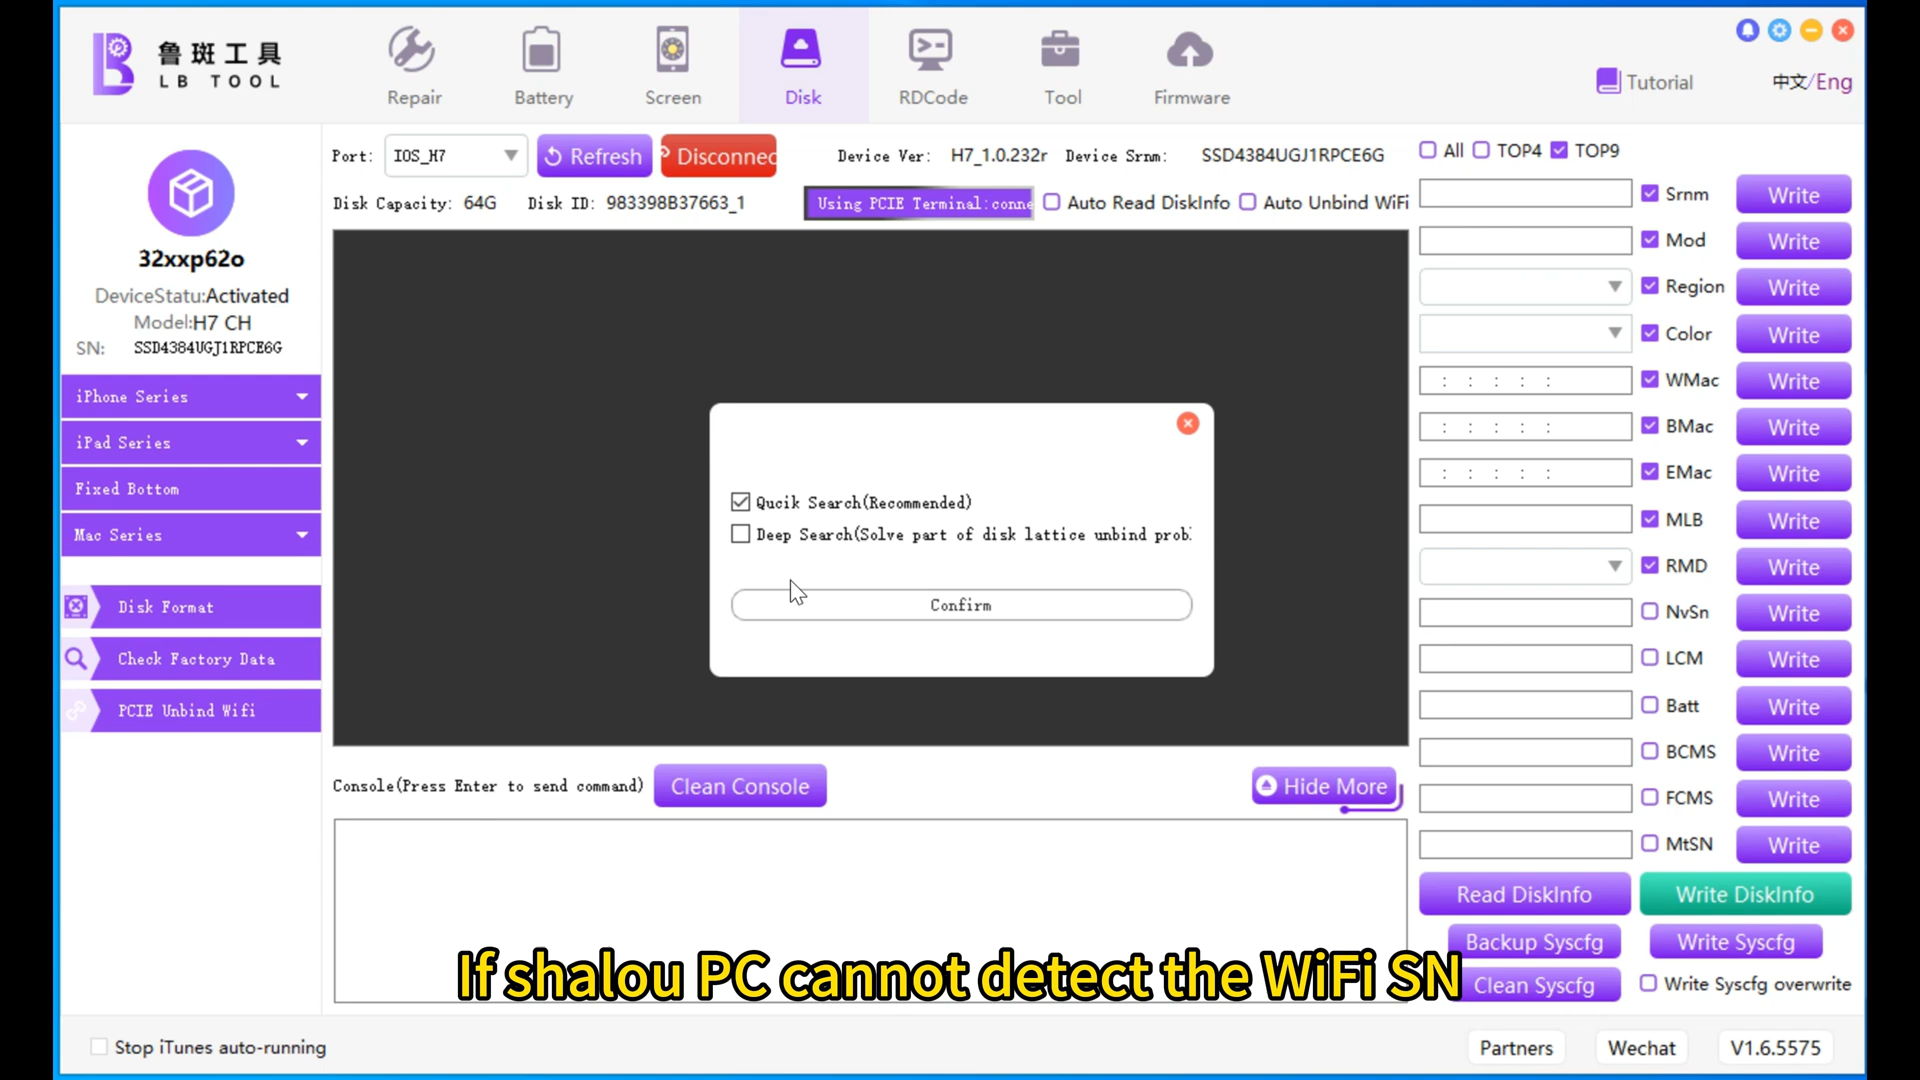 鲁班工具
LB TOOL
Repair
Battery
Screen
Disk
RDCode
Tool
Firmware
Tutorial
中文/Eng
32xxp62o
DeviceStatu:Activated
Model:H7 CH
SN: SSD4384UGJ1RPCE6G
iPhone Series
iPad Series
Fixed Bottom
Mac Series
Disk Format
Check Factory Data
PCIE Unbind Wifi
Port: IOS_H7
Refresh
Disconnec
Device Ver: H7_1.0.232r
Device Srnm: SSD4384UGJ1RPCE6G
Disk Capacity: 64G
Disk ID: 983398B37663_1
Using PCIE Terminal:conne
Auto Read DiskInfo
Auto Unbind WiFi
Qucik Search(Recommended)
Deep Search(Solve part of disk lattice unbind prob
Confirm
Console(Press Enter to send command)
Clean Console
Hide More
All
TOP4
TOP9
Srnm Write
Mod Write
Region Write
Color Write
: : : : : WMac Write
: : : : : BMac Write
: : : : : EMac Write
MLB Write
RMD Write
NvSn Write
LCM Write
Batt Write
BCMS Write
FCMS Write
MtSN Write
Read DiskInfo
Write DiskInfo
Backup Syscfg
Write Syscfg
Clean Syscfg
Write Syscfg overwrite
If shalou PC cannot detect the WiFi SN
Stop iTunes auto-running
Partners
Wechat
V1.6.5575